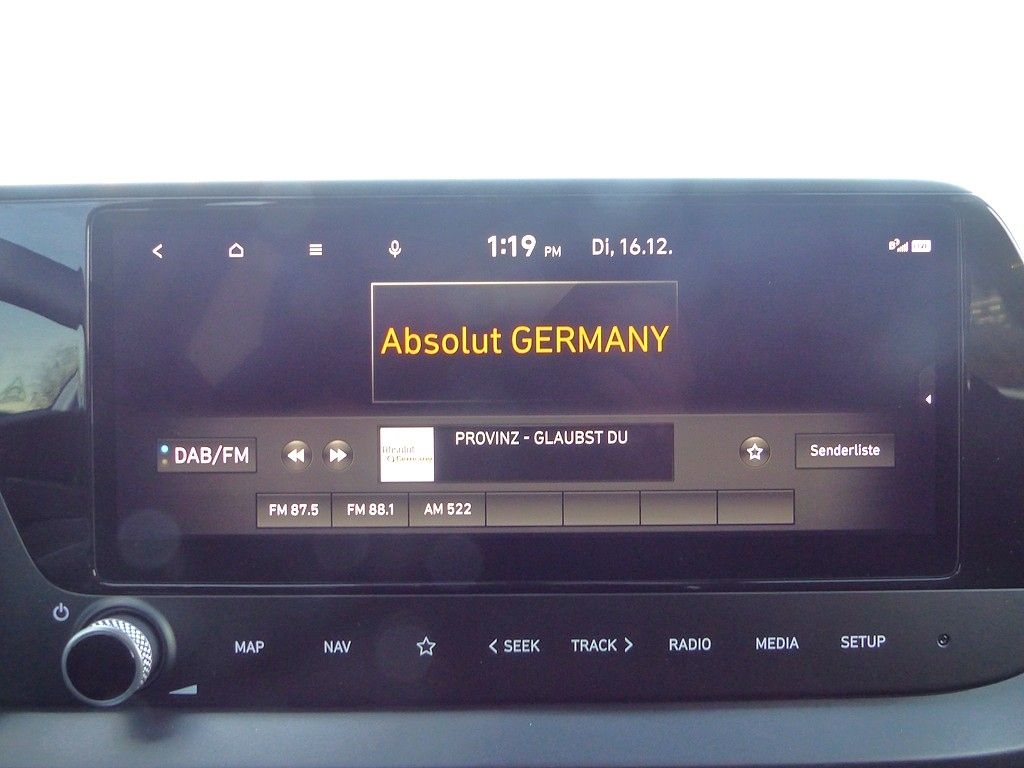 1:19 PM Di, 16.12.
Absolut GERMANY
DAB/FM
PROVINZ - GLAUBST DU
Senderliste
FM 87.5 FM 88.1 AM 522
MAP NAV < SEEK TRACK > RADIO MEDIA SETUP